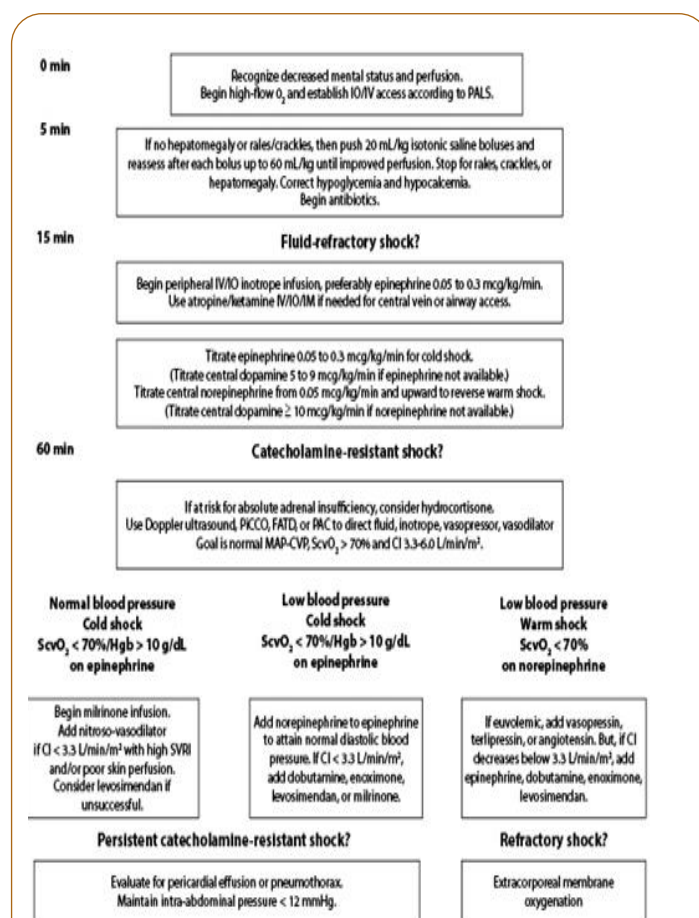 0 min
Recognize decreased mental status and perfusion.
Begin high-flow O₂ and establish IO/IV access according to PALS.
5 min
If no hepatomegaly or rales/crackles, then push 20 mL/kg isotonic saline boluses and
reassess after each bolus up to 60 mL/kg until improved perfusion. Stop for rales, crackles, or
hepatomegaly. Correct hypoglycemia and hypocalcemia.
Begin antibiotics.
15 min
Fluid-refractory shock?
Begin peripheral IV/IO inotrope infusion, preferably epinephrine 0.05 to 0.3 mcg/kg/min.
Use atropine/ketamine IV/IO/IM if needed for central vein or airway access.
Titrate epinephrine 0.05 to 0.3 mcg/kg/min for cold shock.
(Titrate central dopamine 5 to 9 mcg/kg/min if epinephrine not available.)
Titrate central norepinephrine from 0.05 mcg/kg/min and upward to reverse warm shock.
(Titrate central dopamine ≥ 10 mcg/kg/min if norepinephrine not available.)
60 min
Catecholamine-resistant shock?
If at risk for absolute adrenal insufficiency, consider hydrocortisone.
Use Doppler ultrasound, PiCCO, FATD, or PAC to direct fluid, inotrope, vasopressor, vasodilator
Goal is normal MAP-CVP, ScvO₂ > 70% and CI 3.3-6.0 L/min/m².
Normal blood pressure
Cold shock
ScvO₂ < 70%/Hgb > 10 g/dL
on epinephrine
Low blood pressure
Cold shock
ScvO₂ < 70%/Hgb > 10 g/dL
on epinephrine
Low blood pressure
Warm shock
ScvO₂ < 70%
on norepinephrine
Begin milrinone infusion.
Add nitroso-vasodilator
if CI < 3.3 L/min/m² with high SVRI
and/or poor skin perfusion.
Consider levosimendan if
unsuccessful.
Add norepinephrine to epinephrine
to attain normal diastolic blood
pressure. If CI < 3.3 L/min/m²,
add dobutamine, enoximone,
levosimendan, or milrinone.
If euvolemic, add vasopressin,
terlipressin, or angiotensin. But, if CI
decreases below 3.3 L/min/m², add
epinephrine, dobutamine, enoximone,
levosimendan.
Persistent catecholamine-resistant shock?
Refractory shock?
Evaluate for pericardial effusion or pneumothorax.
Maintain intra-abdominal pressure < 12 mmHg.
Extracorporeal membrane
oxygenation